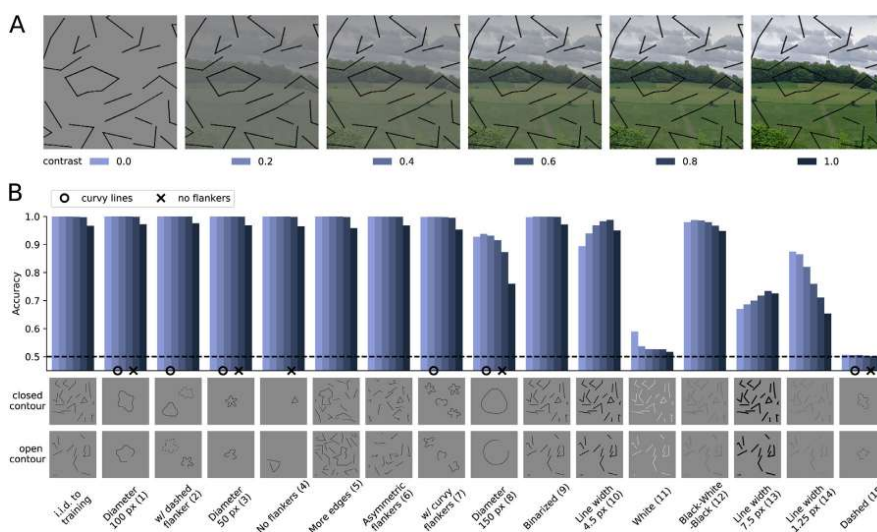 A
contrast 0.0 0.2 0.4 0.6 0.8 1.0
B
curvy lines no flankers
Accuracy
1.0
0.9
0.8
0.7
0.6
0.5
closed
contour
open
contour
i.i.d. to
training
Diameter
100 px (1)
w/ dashed
flanker (2)
Diameter
50 px (3)
No flankers (4)
More edges (5)
Asymmetric
flankers (6)
w/ curvy
flankers (7)
Diameter
150 px (8)
Binarized (9)
Line width
4.5 px (10)
White (11)
Black-White
-Black (12)
Line width
7.5 px (13)
Line width
1.25 px (14)
Dashed (15)